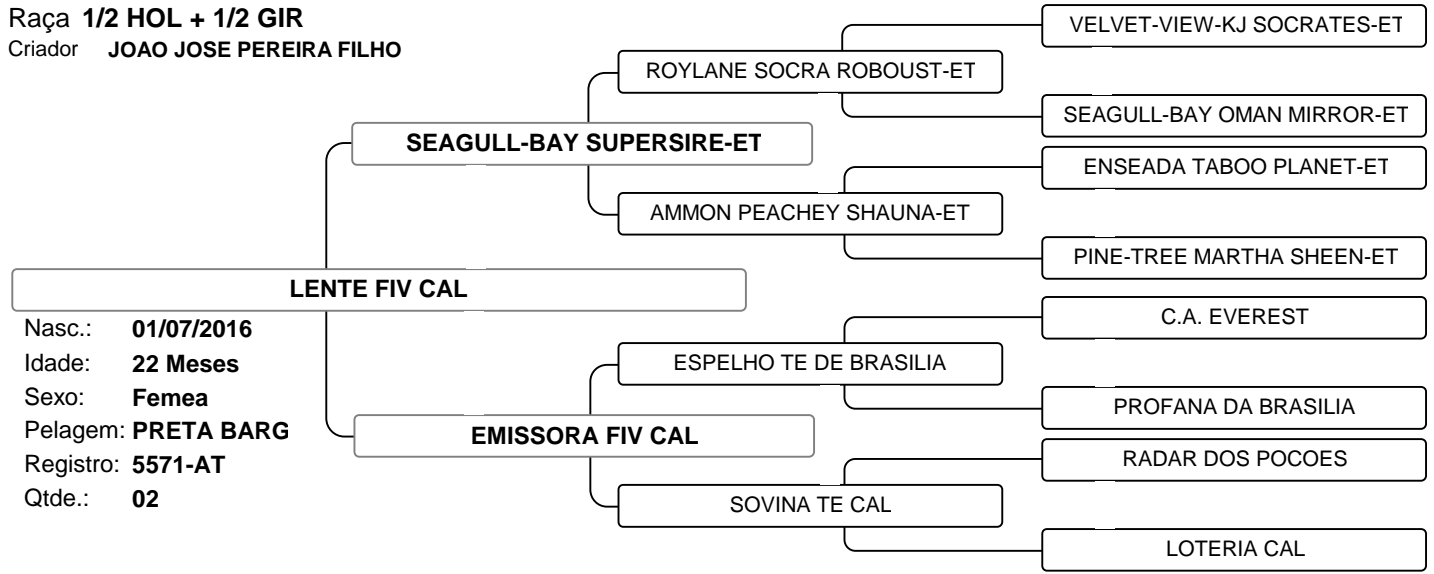 Raça 1/2 HOL + 1/2 GIR
Criador JOAO JOSE PEREIRA FILHO
VELVET-VIEW-KJ SOCRATES-ET
ROYLANE SOCRA ROBOUST-ET
SEAGULL-BAY OMAN MIRROR-ET
SEAGULL-BAY SUPERSIRE-ET
ENSEADA TABOO PLANET-ET
AMMON PEACHEY SHAUNA-ET
PINE-TREE MARTHA SHEEN-ET
LENTE FIV CAL
Nasc.: 01/07/2016
Idade: 22 Meses
Sexo: Femea
Pelagem: PRETA BARG
Registro: 5571-AT
Qtde.: 02
C.A. EVEREST
ESPELHO TE DE BRASILIA
PROFANA DA BRASILIA
EMISSORA FIV CAL
RADAR DOS POCOES
SOVINA TE CAL
LOTERIA CAL